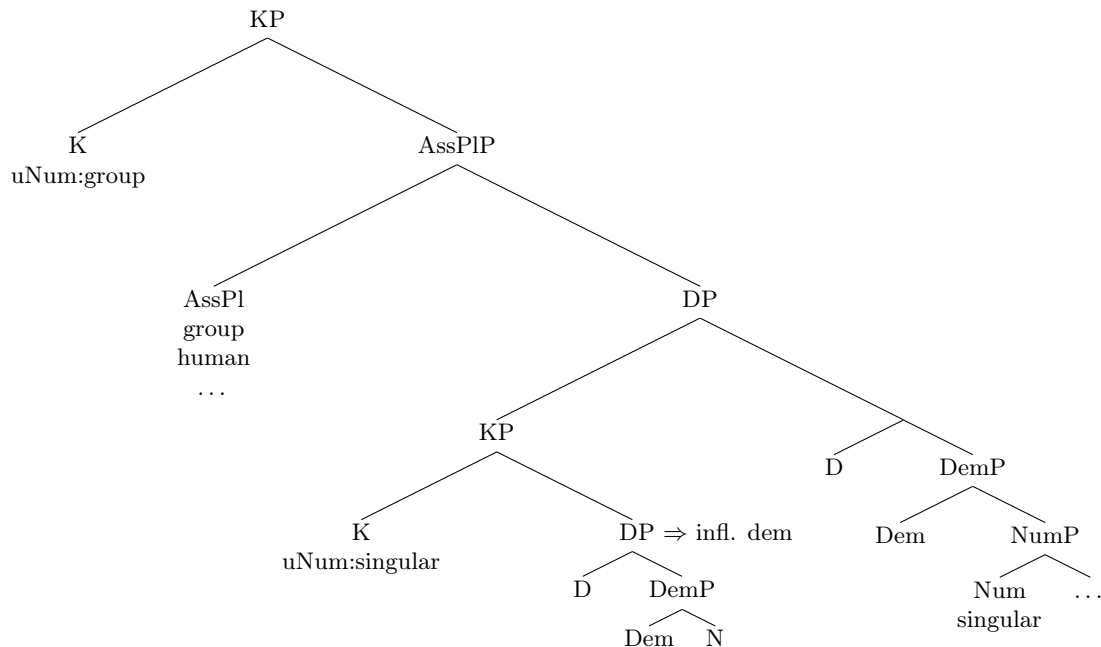 KP
K
AssPlP
uNum:group
AssPl
DP
group
human
...
KP
D
DemP
K
DP ⇒ infl. dem
Dem
NumP
uNum:singular
D
DemP
Num
...
singular
Dem
N